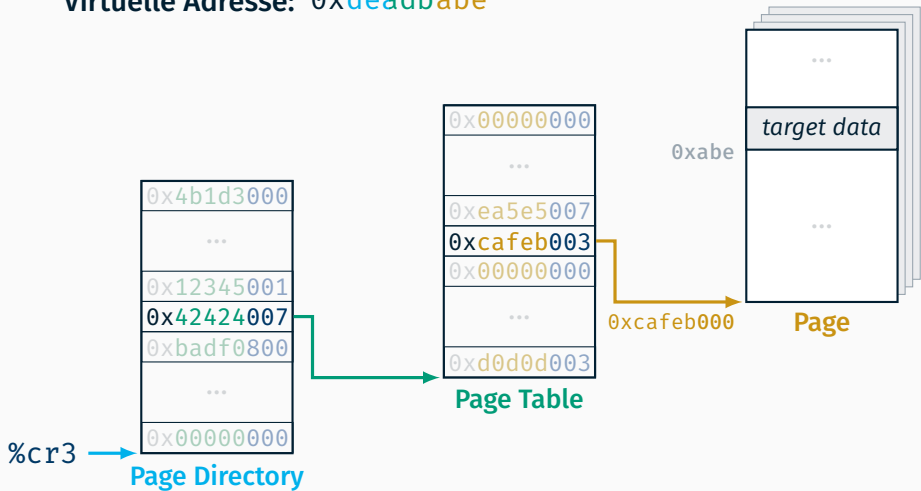 Virtuelle Adresse: 0xdeadbabe
0x4b1d3000
...
0x12345001
0x42424007
0xbadf0800
...
0x00000000
%cr3
Page Directory
0x00000000
...
0xea5e5007
0xcafeb003
0x00000000
...
0xd0d0d003
Page Table
...
target data
0xabe
...
0xcafeb000
Page